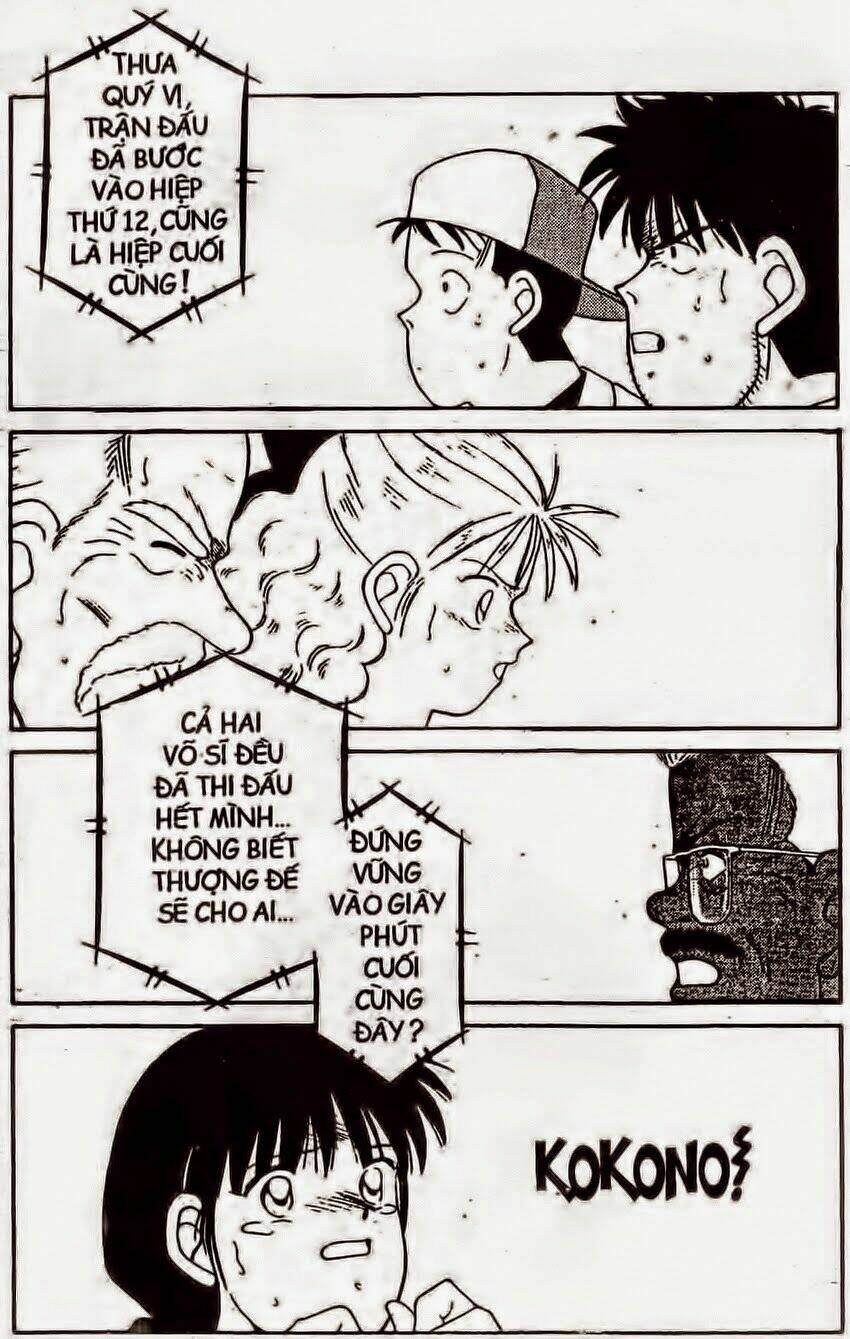 THƯA
QUÝ VỊ,
TRẬN ĐẤU
ĐÃ BƯỚC
VÀO HIỆP
THỨ 12, CŨNG
LÀ HIỆP CUỐI
CÙNG!
CẢ HAI
VÕ SĨ ĐỀU
ĐÃ THI ĐẤU
HẾT MÌNH...
KHÔNG BIẾT
THƯỢNG ĐẾ
SẼ CHO AI...
ĐỨNG
VỮNG
VÀO GIÂY
PHÚT
CUỐI
CÙNG
ĐÂY?
KOKONO!